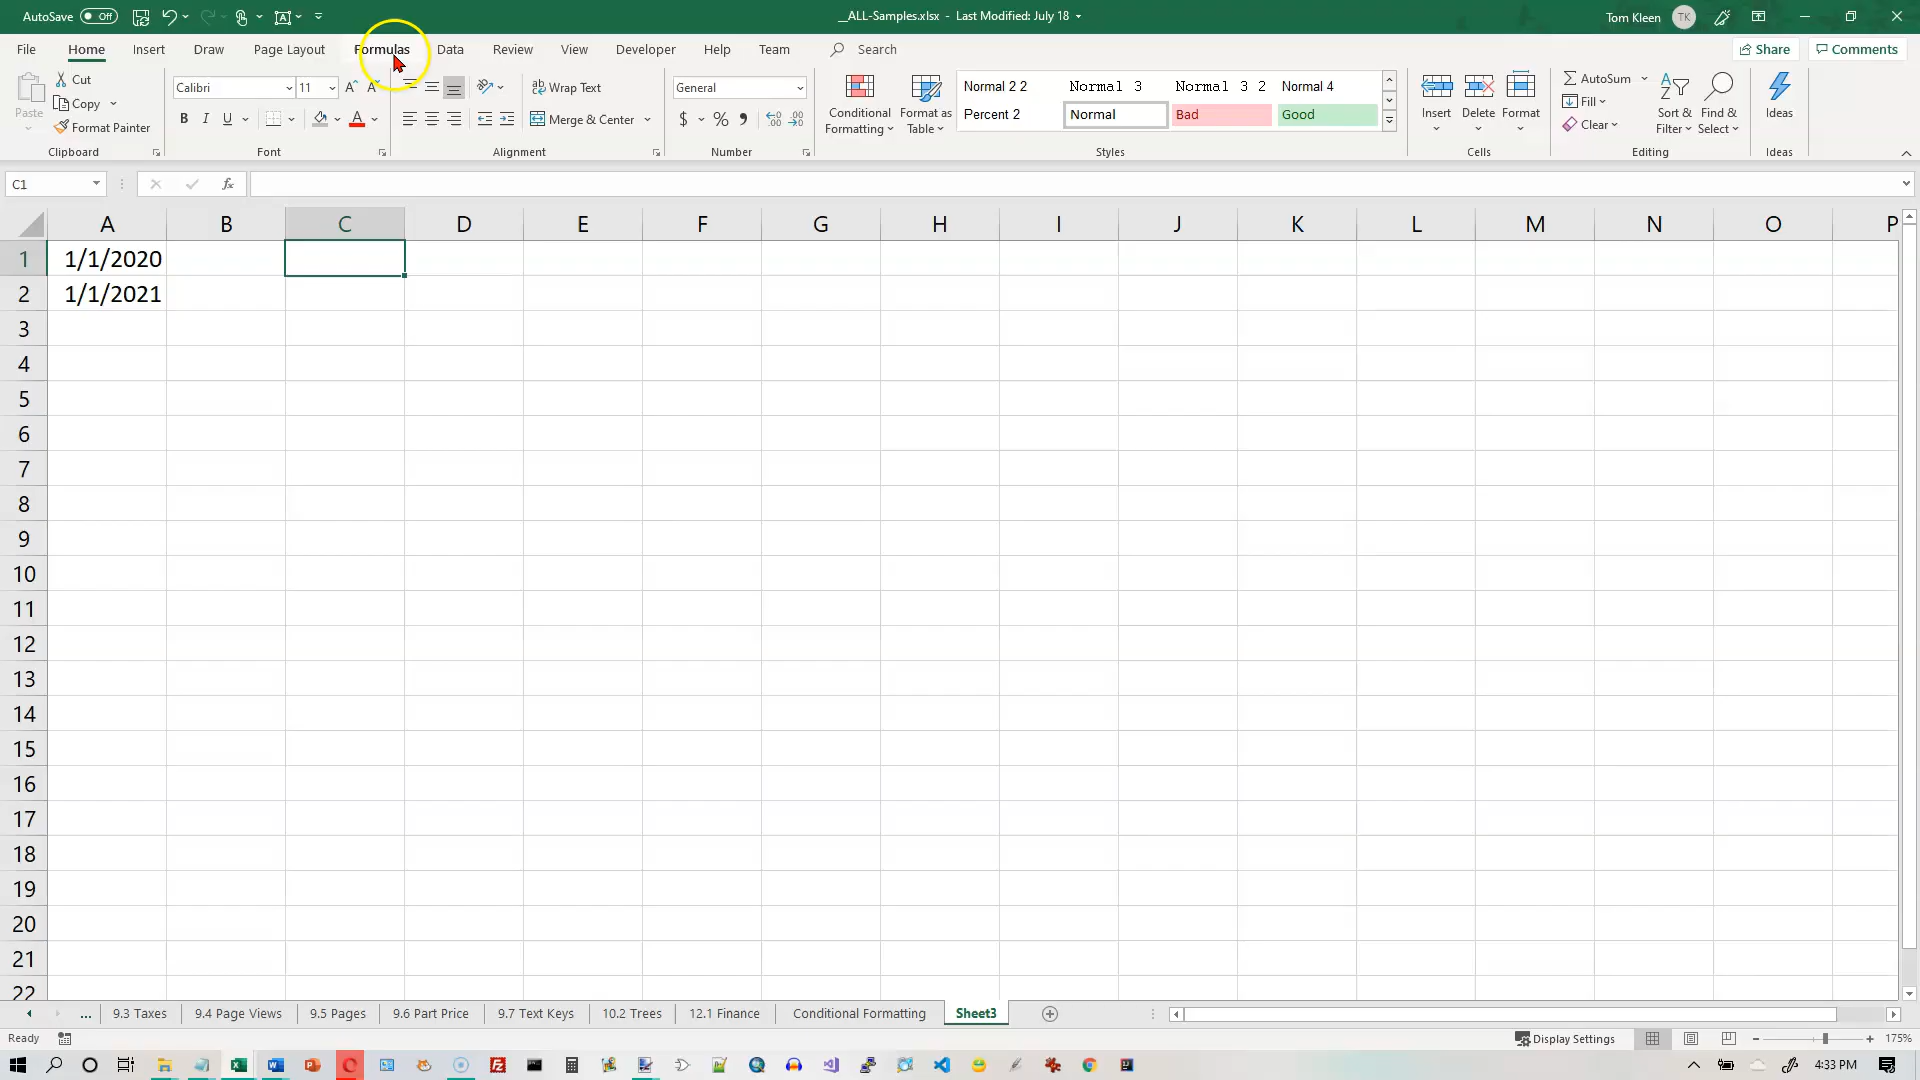 AutoSave Off
__ALL-Samples.xlsx - Last Modified: July 18
Tom Kleen TK
File Home Insert Draw Page Layout Formulas Data Review View Developer Help Team Search
Share Comments
Paste
Cut
Copy
Format Painter
Clipboard
Calibri 11
B I U
Font
Wrap Text
Merge & Center
Alignment
General
$ % ,
Number
Conditional Formatting
Format as Table
Normal 2 2 Normal 3 Normal 3 2 Normal 4
Percent 2 Normal Bad Good
Styles
Insert Delete Format
Cells
AutoSum
Fill
Clear
Sort & Filter
Find & Select
Editing
Ideas
Ideas
C1 fx
A B C D E F G H I J K L M N O P
1 1/1/2020
2 1/1/2021
3
4
5
6
7
8
9
10
11
12
13
14
15
16
17
18
19
20
21
22
... 9.3 Taxes 9.4 Page Views 9.5 Pages 9.6 Part Price 9.7 Text Keys 10.2 Trees 12.1 Finance Conditional Formatting Sheet3
Ready Display Settings 175%
4:33 PM